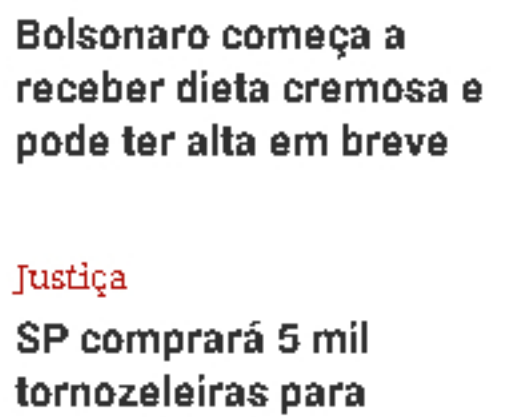 Bolsonaro começa a
receber dieta cremosa e
pode ter alta em breve
Justiça
SP comprará 5 mil
tornozeleiras para